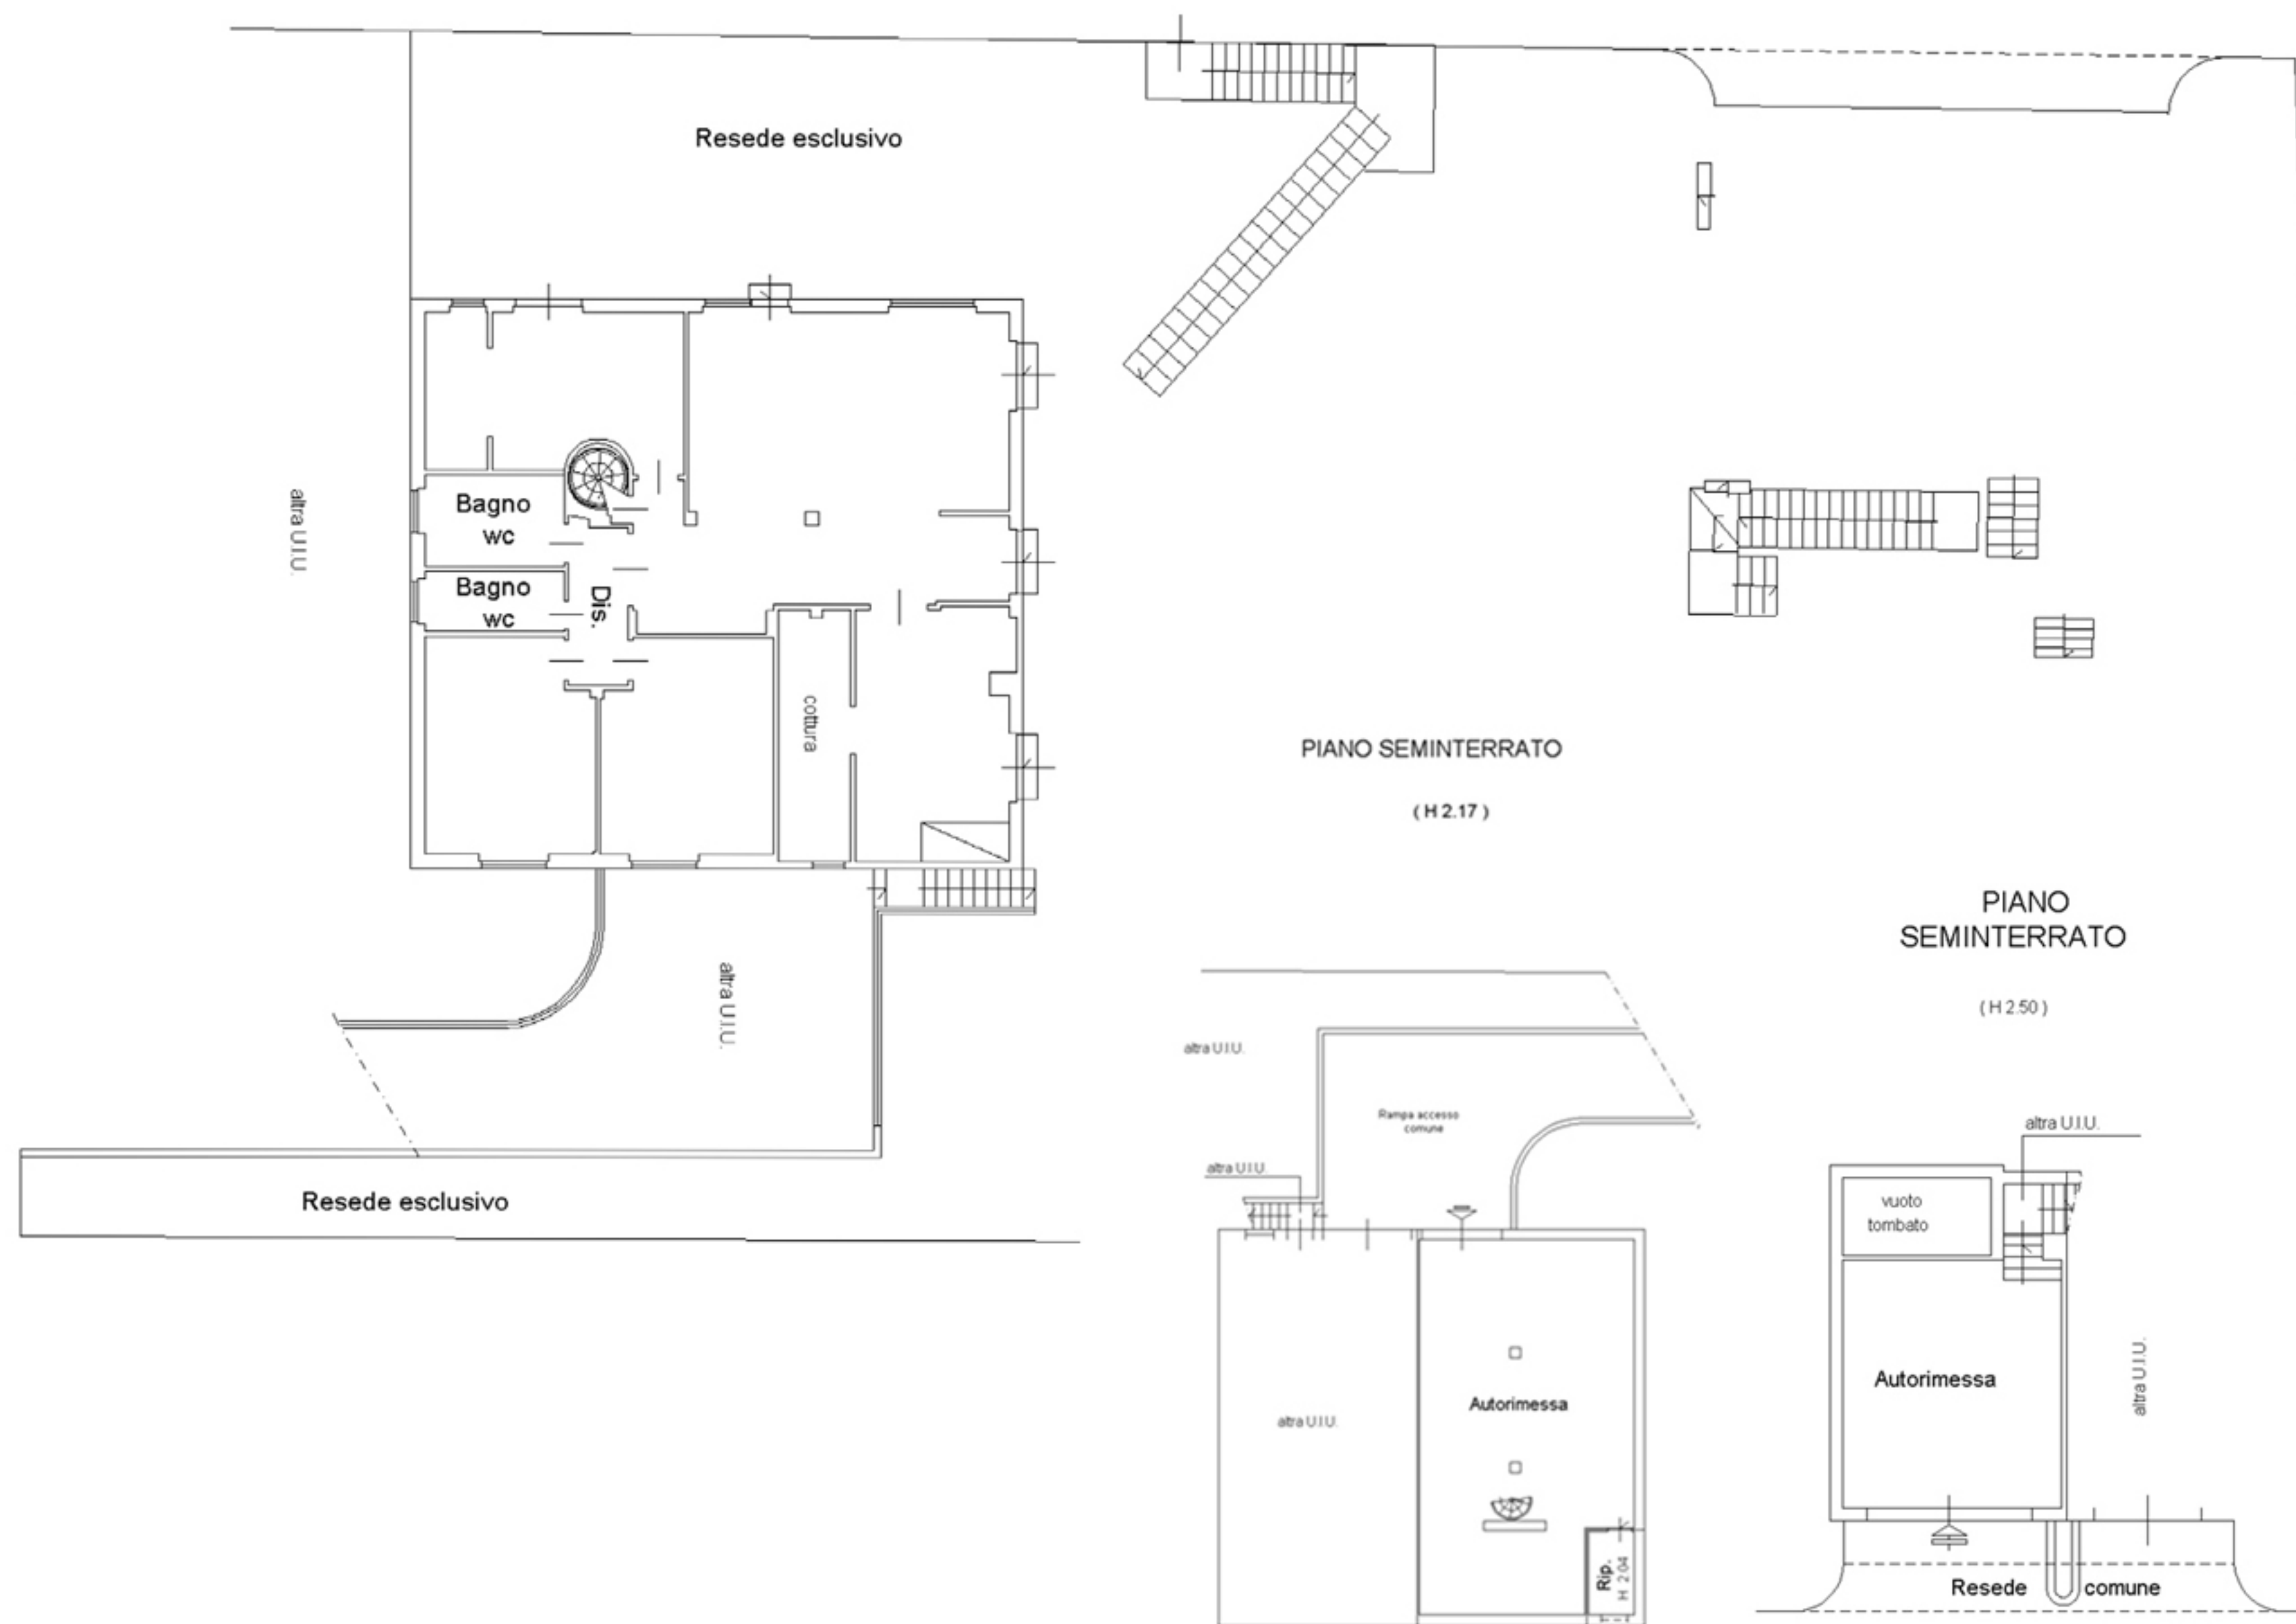 Resede esclusivo
altra U.I.U.
Bagno
wc
Bagno
wc
Dis.
cottura
altra U.I.U.
Resede esclusivo
PIANO SEMINTERRATO
( H 2.17 )
altra U.I.U.
Rampa accesso
comune
altra U.I.U.
altra U.I.U.
Autorimessa
Rip.
H 2.04
PIANO
SEMINTERRATO
( H 2.50 )
altra U.I.U.
vuoto
tombato
Autorimessa
altra U.I.U.
Resede comune